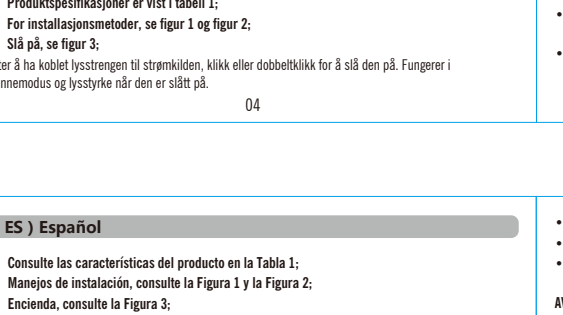 Produktspesifikasjoner er vist i tabell 1;
For installasjonsmetoder, se figur 1 og figur 2;
Slå på, se figur 3;
å ha koblet lysstrengen til strømkilden, klikk eller dobbeltklikk for å slå den på. Fungerer i
og lysstyrke når den er slått på.
04
ES ) Español
Consulte las características del producto en la Tabla 1;
Manejos de instalación, consulte la Figura 1 y la Figura 2;
Encienda, consulte la Figura 3;